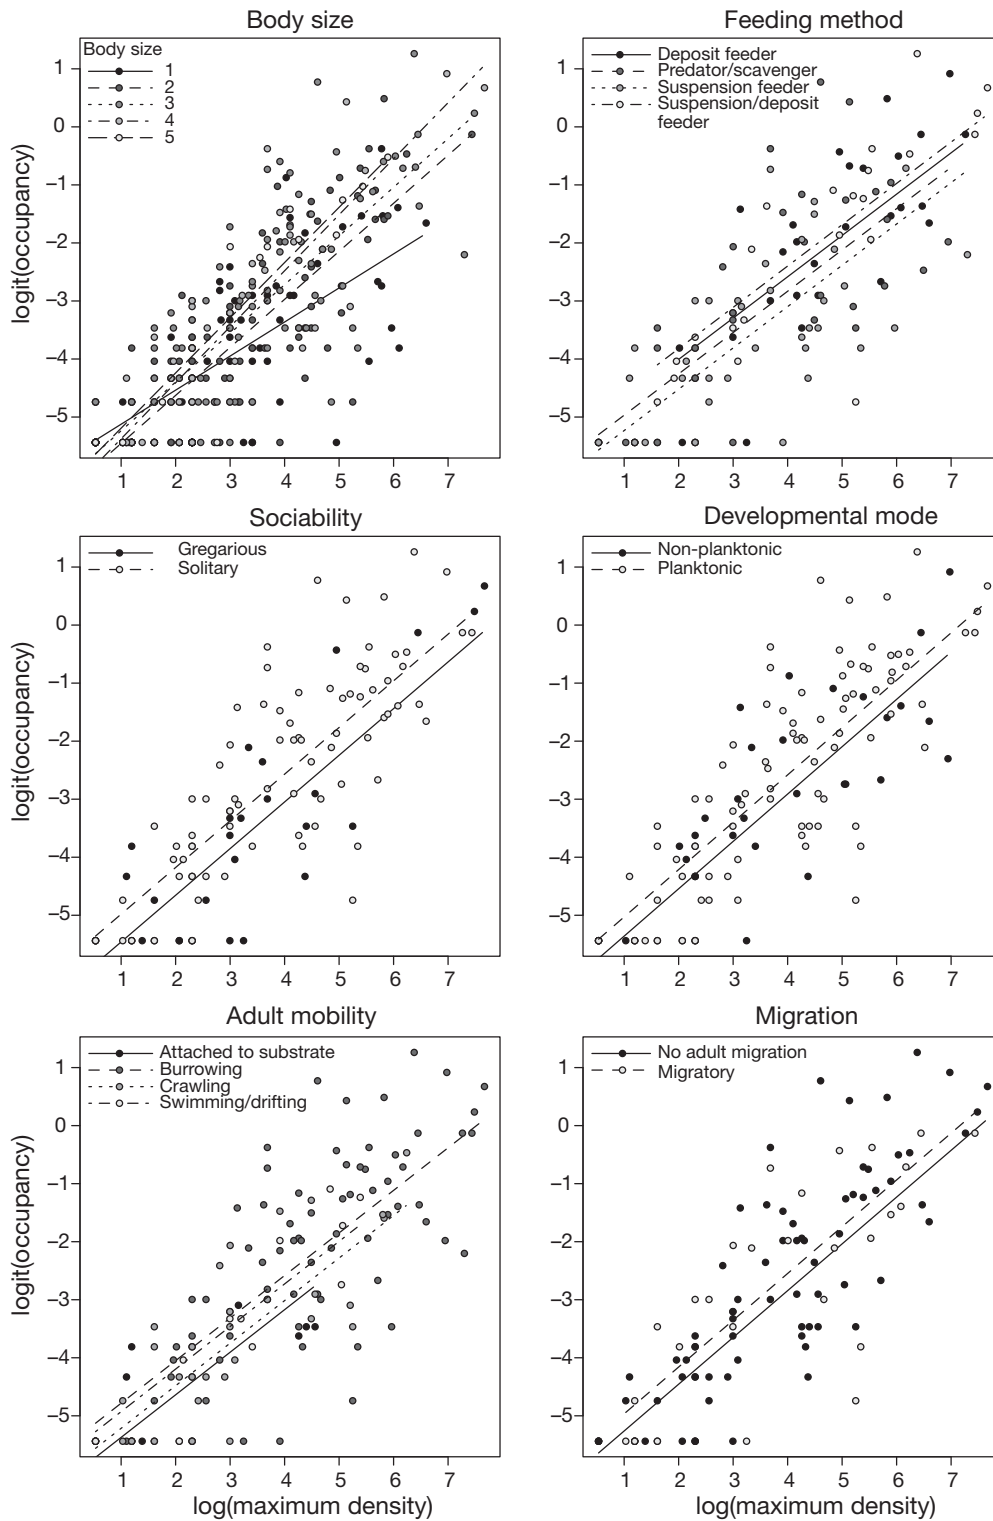 Body size
Body size
1
2
3
4
5
logit(occupancy)
1
0
−1
−2
−3
−4
−5
1 2 3 4 5 6 7
Feeding method
Deposit feeder
Predator/scavenger
Suspension feeder
Suspension/deposit
feeder
1
0
−1
−2
−3
−4
−5
1 2 3 4 5 6 7
Sociability
Gregarious
Solitary
logit(occupancy)
1
0
−1
−2
−3
−4
−5
1 2 3 4 5 6 7
Developmental mode
Non-planktonic
Planktonic
1
0
−1
−2
−3
−4
−5
1 2 3 4 5 6 7
Adult mobility
Attached to substrate
Burrowing
Crawling
Swimming/drifting
logit(occupancy)
1
0
−1
−2
−3
−4
−5
1 2 3 4 5 6 7
log(maximum density)
Migration
No adult migration
Migratory
1
0
−1
−2
−3
−4
−5
1 2 3 4 5 6 7
log(maximum density)